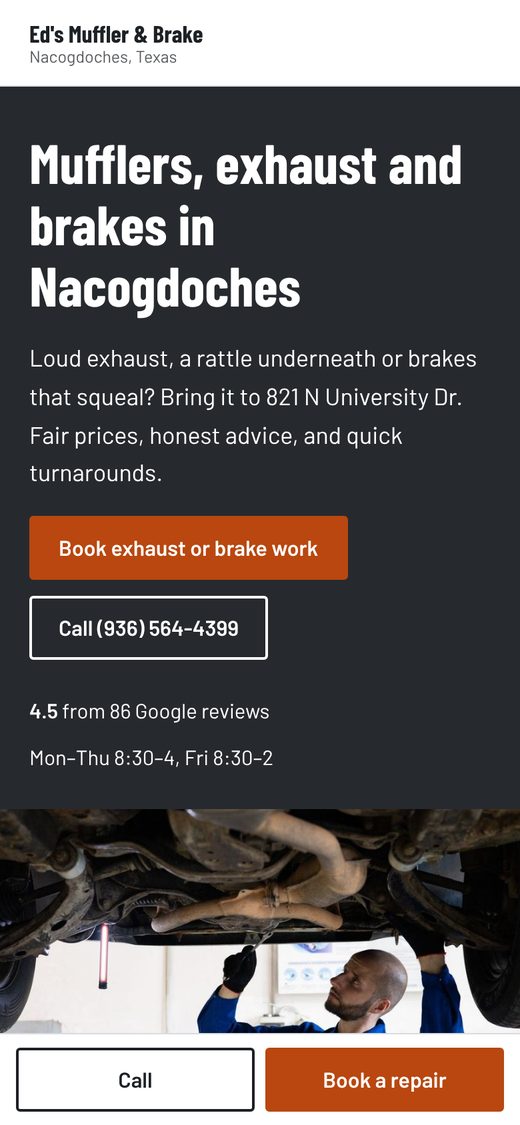 Ed's Muffler & Brake
Nacogdoches, Texas
Mufflers, exhaust and
brakes in
Nacogdoches
Loud exhaust, a rattle underneath or brakes
that squeal? Bring it to 821 N University Dr.
Fair prices, honest advice, and quick
turnarounds.
Book exhaust or brake work
Call (936) 564-4399
4.5 from 86 Google reviews
Mon–Thu 8:30–4, Fri 8:30–2
Call
Book a repair